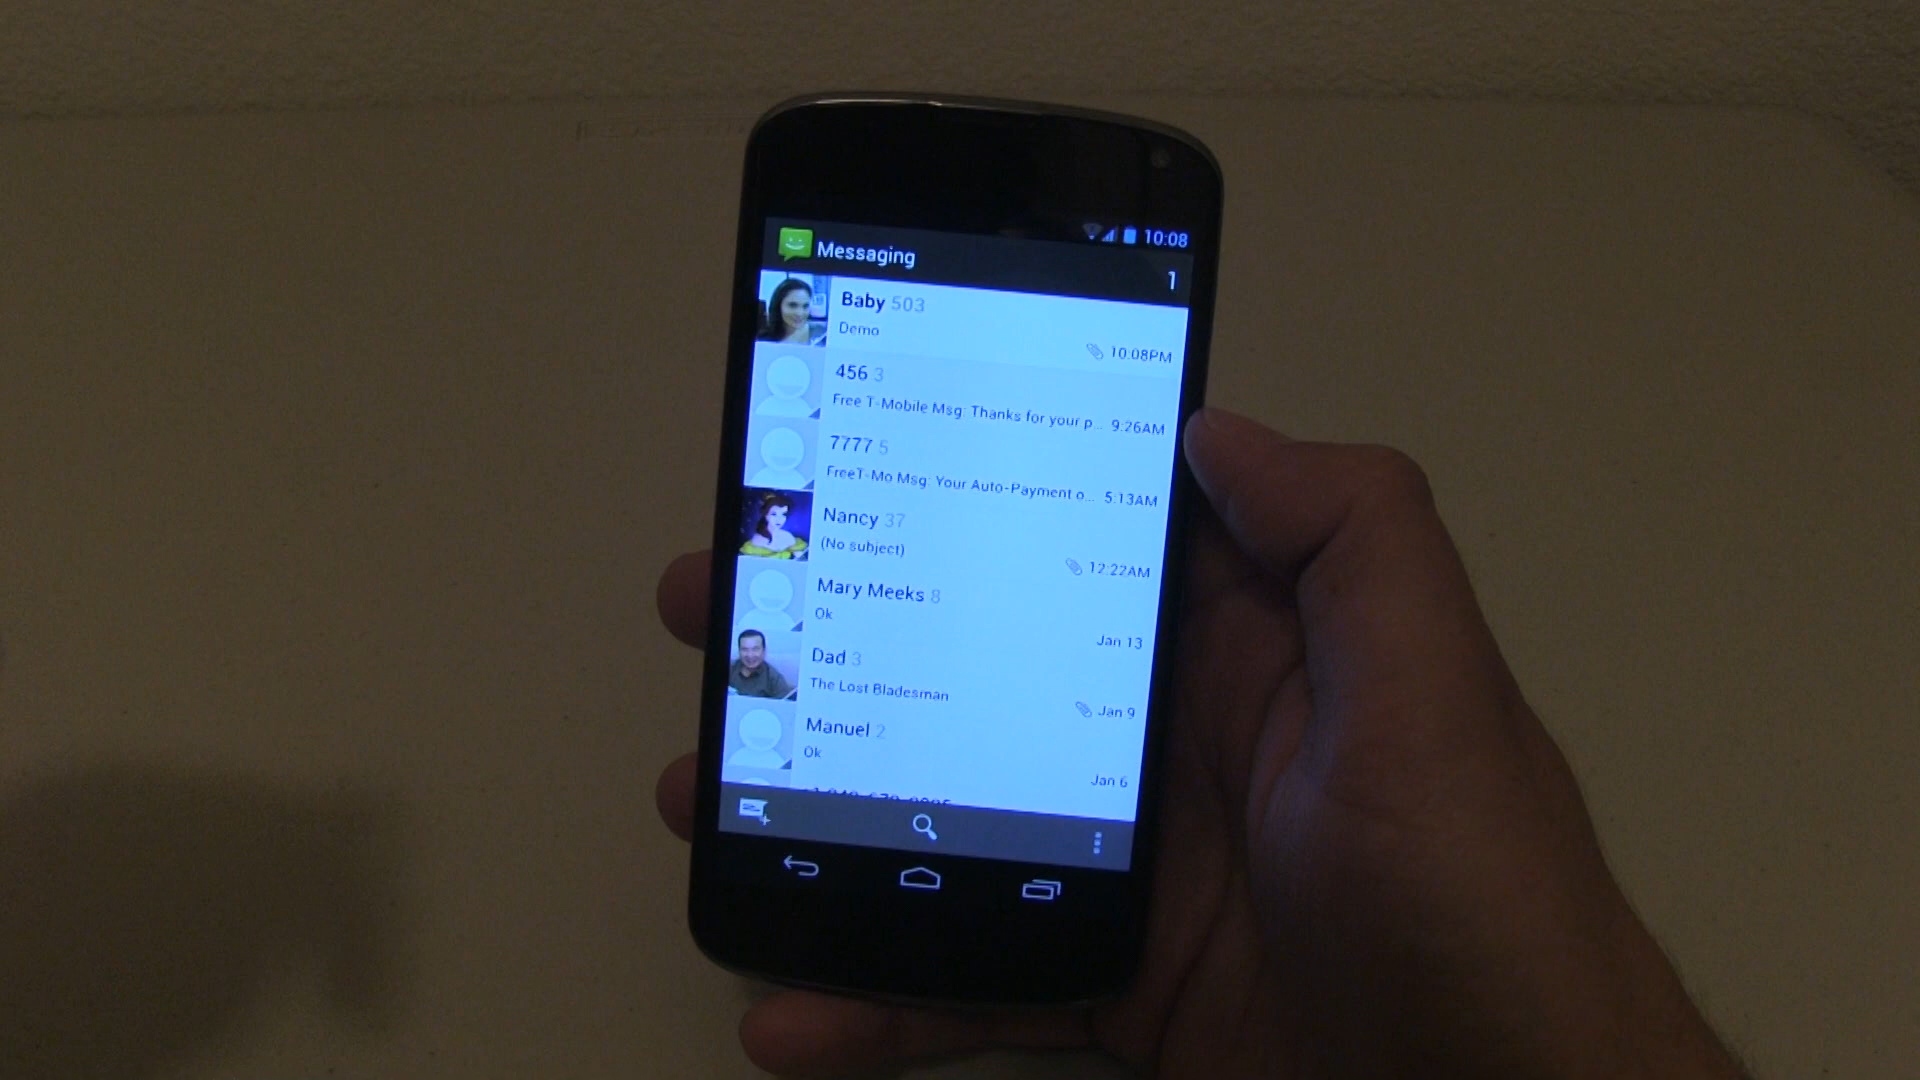 10:08
Messaging
1
Baby 503
Demo
10:08PM
456 3
Free T-Mobile Msg: Thanks for your p... 9:26AM
7777 5
FreeT-Mo Msg: Your Auto-Payment o... 5:13AM
Nancy 37
(No subject)
12:22AM
Mary Meeks 8
Ok
Jan 13
Dad 3
The Lost Bladesman
Jan 9
Manuel 2
Ok
Jan 6